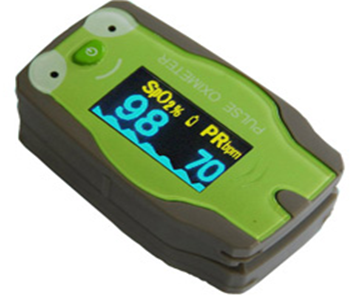 PULSE OXIMETER
SpO2% PRbpm
98 70